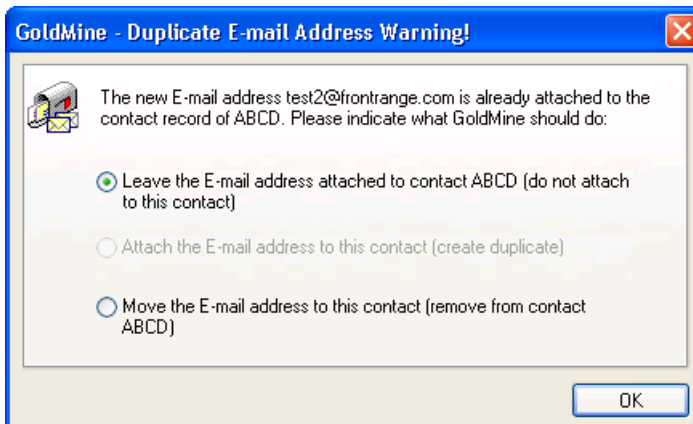 GoldMine - Duplicate E-mail Address Warning!
The new E-mail address test2@frontrange.com is already attached to the
contact record of ABCD. Please indicate what GoldMine should do:
Leave the E-mail address attached to contact ABCD (do not attach
to this contact)
Attach the E-mail address to this contact (create duplicate)
Move the E-mail address to this contact (remove from contact
ABCD)
OK